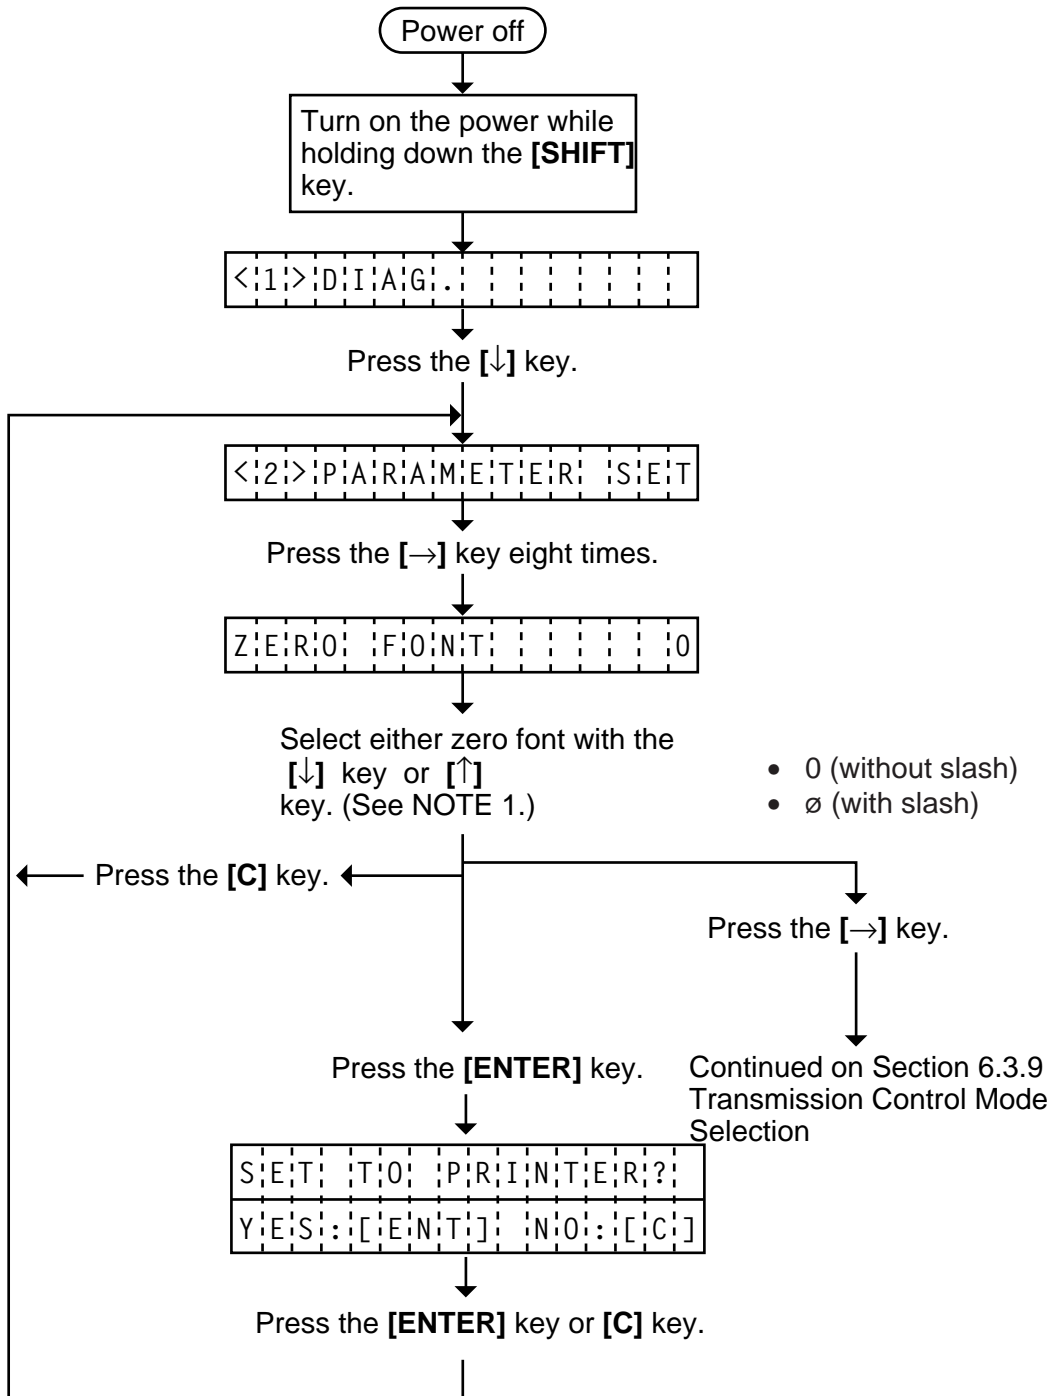 Power off
Turn on the power while
holding down the [SHIFT]
key.
<1>DIAG.
Press the [↓] key.
<2>PARAMETER SET
Press the [→] key eight times.
ZERO FONT 0
Select either zero font with the
[↓] key or [↑]
key. (See NOTE 1.)
• 0 (without slash)
• ø (with slash)
Press the [C] key.
Press the [→] key.
Press the [ENTER] key.
Continued on Section 6.3.9
Transmission Control Mode
Selection
SET TO PRINTER?
YES:[ENT] NO:[C]
Press the [ENTER] key or [C] key.